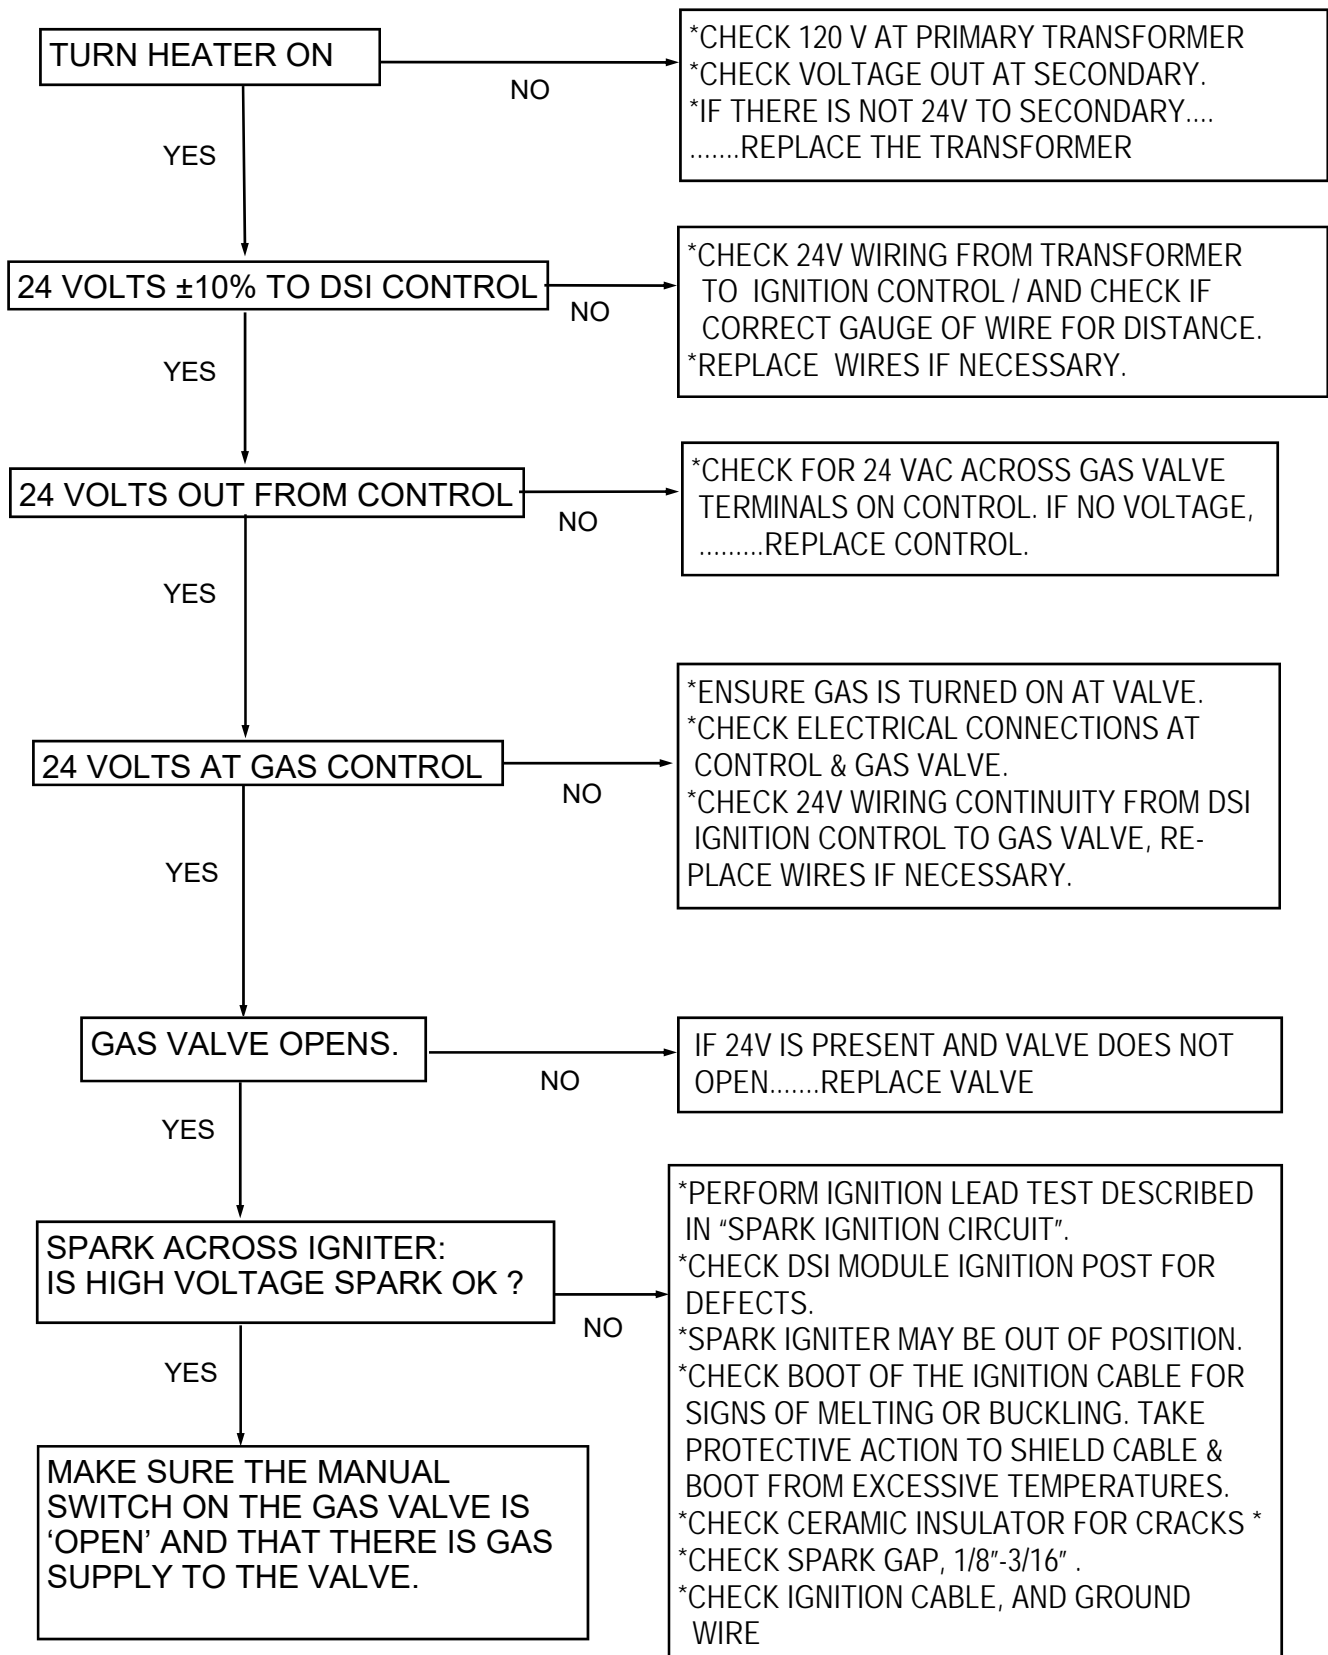 TURN HEATER ON
NO
*CHECK 120 V AT PRIMARY TRANSFORMER
*CHECK VOLTAGE OUT AT SECONDARY.
*IF THERE IS NOT 24V TO SECONDARY....
.......REPLACE THE TRANSFORMER
YES
24 VOLTS ±10% TO DSI CONTROL
NO
*CHECK 24V WIRING FROM TRANSFORMER
TO IGNITION CONTROL / AND CHECK IF
CORRECT GAUGE OF WIRE FOR DISTANCE.
*REPLACE WIRES IF NECESSARY.
YES
24 VOLTS OUT FROM CONTROL
NO
*CHECK FOR 24 VAC ACROSS GAS VALVE
TERMINALS ON CONTROL. IF NO VOLTAGE,
.........REPLACE CONTROL.
YES
24 VOLTS AT GAS CONTROL
NO
*ENSURE GAS IS TURNED ON AT VALVE.
*CHECK ELECTRICAL CONNECTIONS AT
CONTROL & GAS VALVE.
*CHECK 24V WIRING CONTINUITY FROM DSI
IGNITION CONTROL TO GAS VALVE, RE-
PLACE WIRES IF NECESSARY.
YES
GAS VALVE OPENS.
NO
IF 24V IS PRESENT AND VALVE DOES NOT
OPEN.......REPLACE VALVE
YES
SPARK ACROSS IGNITER:
IS HIGH VOLTAGE SPARK OK ?
NO
*PERFORM IGNITION LEAD TEST DESCRIBED
IN “SPARK IGNITION CIRCUIT”.
*CHECK DSI MODULE IGNITION POST FOR
DEFECTS.
*SPARK IGNITER MAY BE OUT OF POSITION.
*CHECK BOOT OF THE IGNITION CABLE FOR
SIGNS OF MELTING OR BUCKLING. TAKE
PROTECTIVE ACTION TO SHIELD CABLE &
BOOT FROM EXCESSIVE TEMPERATURES.
*CHECK CERAMIC INSULATOR FOR CRACKS *
*CHECK SPARK GAP, 1/8”-3/16” .
*CHECK IGNITION CABLE, AND GROUND
WIRE
YES
MAKE SURE THE MANUAL
SWITCH ON THE GAS VALVE IS
‘OPEN’ AND THAT THERE IS GAS
SUPPLY TO THE VALVE.